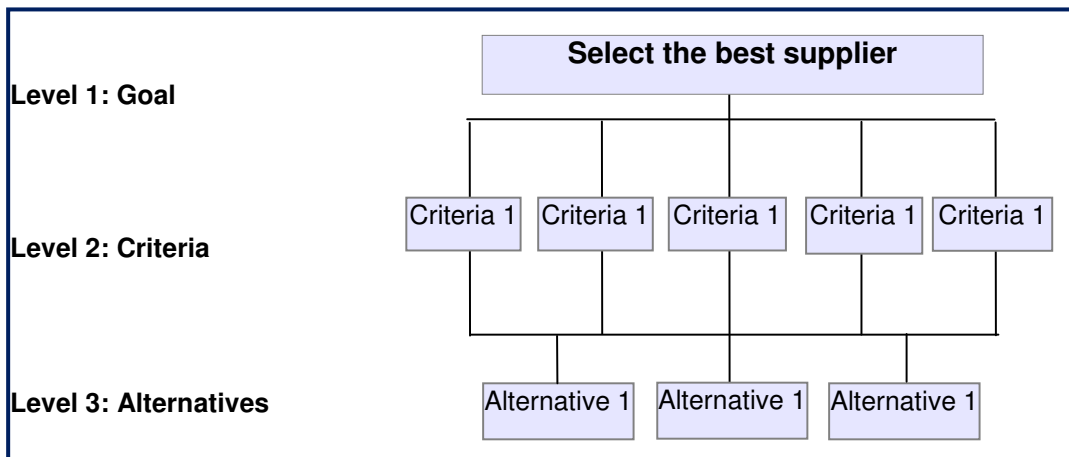 Select the best supplier
Level 1: Goal
Criteria 1 Criteria 1 Criteria 1 Criteria 1 Criteria 1
Level 2: Criteria
Alternative 1 Alternative 1 Alternative 1
Level 3: Alternatives